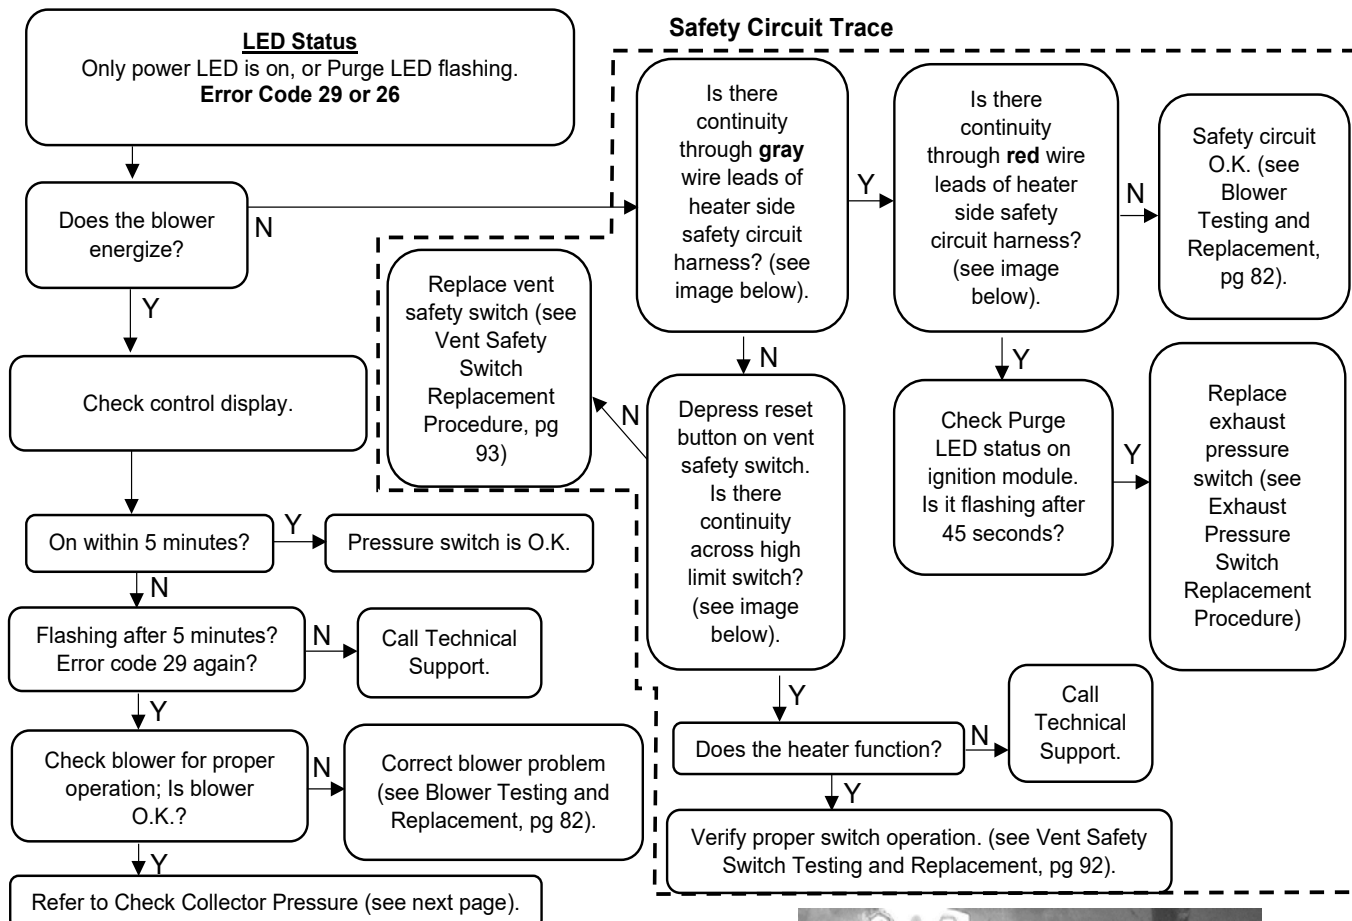 Safety Circuit Trace
LED Status
Only power LED is on, or Purge LED flashing.
Error Code 29 or 26
Does the blower
energize?
N
Y
Check control display.
On within 5 minutes?
Y
Pressure switch is O.K.
N
Flashing after 5 minutes?
Error code 29 again?
N
Call Technical
Support.
Y
Check blower for proper
operation; Is blower
O.K.?
N
Correct blower problem
(see Blower Testing and
Replacement, pg 82).
Y
Refer to Check Collector Pressure (see next page).
Is there
continuity
through gray
wire leads of
heater side
safety circuit
harness? (see
image below).
Y
Is there
continuity
through red wire
leads of heater
side safety
circuit harness?
(see image
below).
N
Safety circuit
O.K. (see
Blower
Testing and
Replacement,
pg 82).
Y
Check Purge
LED status on
ignition module.
Is it flashing after
45 seconds?
Y
Replace
exhaust
pressure
switch (see
Exhaust
Pressure
Switch
Replacement
Procedure)
N
Depress reset
button on vent
safety switch.
Is there
continuity
across high
limit switch?
(see image
below).
N
Replace vent
safety switch (see
Vent Safety
Switch
Replacement
Procedure, pg
93)
Y
Does the heater function?
N
Call
Technical
Support.
Y
Verify proper switch operation. (see Vent Safety
Switch Testing and Replacement, pg 92).